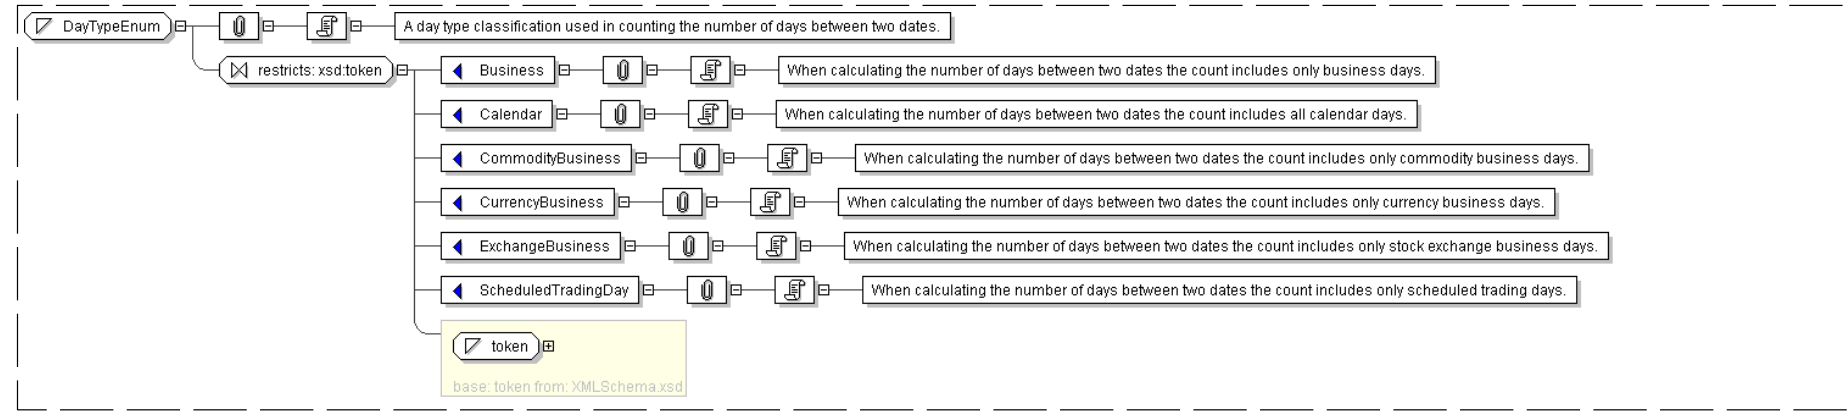 DayTypeEnum A day type classification used in counting the number of days between two dates.
restricts: xsd:token Business When calculating the number of days between two dates the count includes only business days.
Calendar When calculating the number of days between two dates the count includes all calendar days.
CommodityBusiness When calculating the number of days between two dates the count includes only commodity business days.
CurrencyBusiness When calculating the number of days between two dates the count includes only currency business days.
ExchangeBusiness When calculating the number of days between two dates the count includes only stock exchange business days.
ScheduledTradingDay When calculating the number of days between two dates the count includes only scheduled trading days.
token
base: token from: XMLSchema.xsd